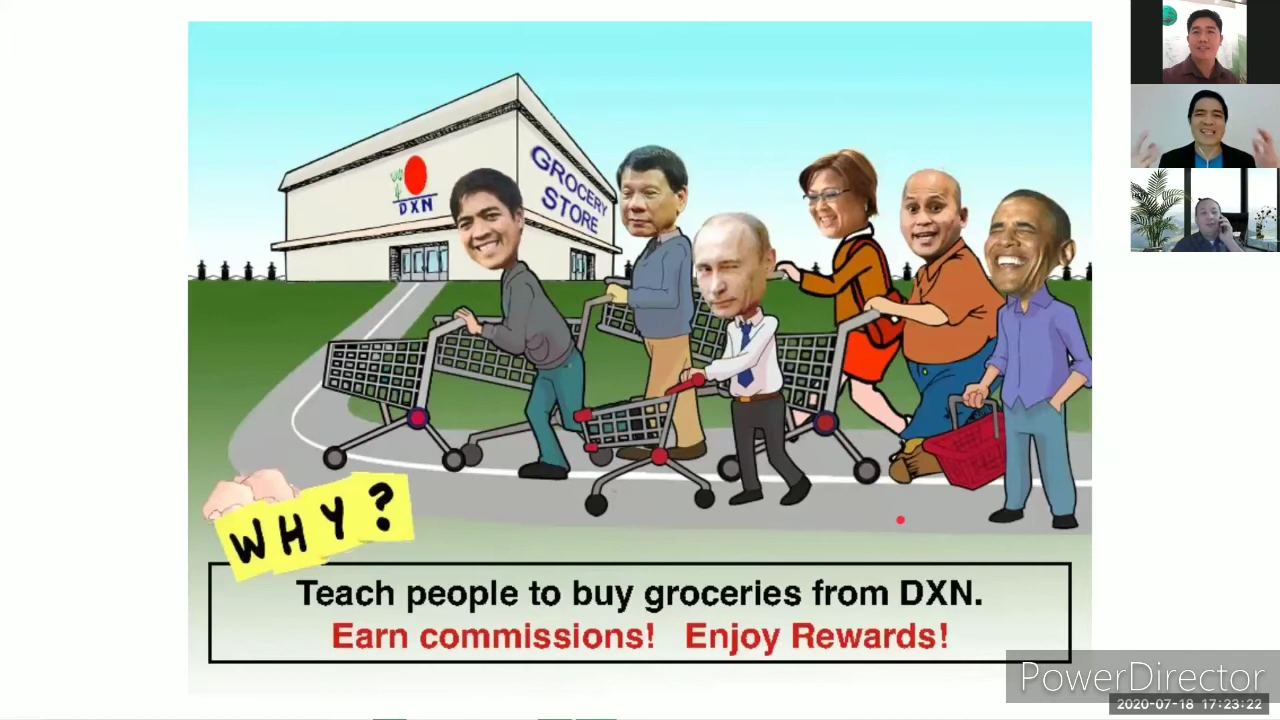 DXN
GROCERY
STORE
WHY?
Teach people to buy groceries from DXN.
Earn commissions! Enjoy Rewards!
PowerDirector
2020-07-18 17:23:22